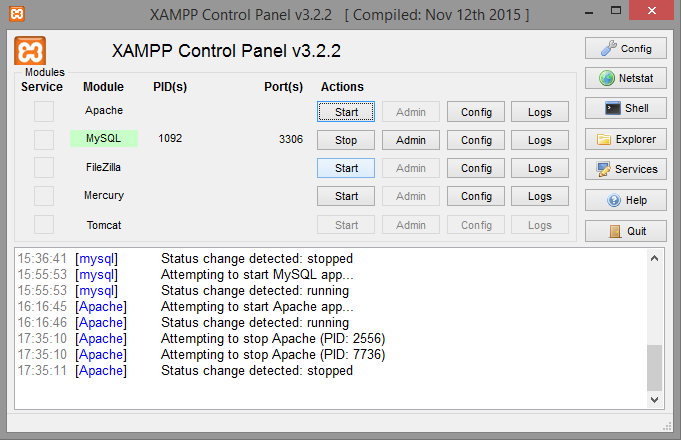 XAMPP Control Panel v3.2.2 [ Compiled: Nov 12th 2015 ]
XAMPP Control Panel v3.2.2
Config
Modules
Service Module PID(s) Port(s) Actions
Netstat
Apache Start Admin Config Logs
Shell
MySQL 1092 3306 Stop Admin Config Logs
Explorer
FileZilla Start Admin Config Logs
Services
Mercury Start Admin Config Logs
Help
Tomcat Start Admin Config Logs
Quit
15:36:41 [mysql] Status change detected: stopped
15:55:53 [mysql] Attempting to start MySQL app...
15:55:53 [mysql] Status change detected: running
16:16:45 [Apache] Attempting to start Apache app...
16:16:46 [Apache] Status change detected: running
17:35:10 [Apache] Attempting to stop Apache (PID: 2556)
17:35:10 [Apache] Attempting to stop Apache (PID: 7736)
17:35:11 [Apache] Status change detected: stopped